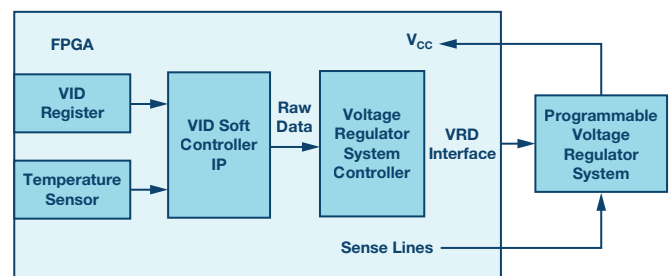 FPGA
VCC
VID
Register
Temperature
Sensor
VID Soft
Controller
IP
Raw
Data
Voltage
Regulator
System
Controller
VRD
Interface
Programmable
Voltage
Regulator
System
Sense Lines